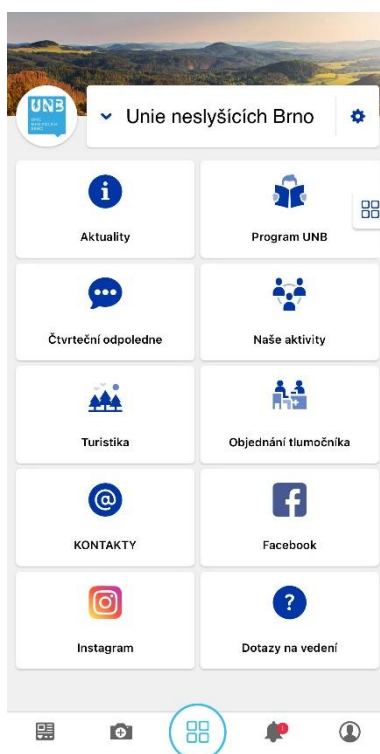 UNB
Unie neslyšících Brno
Aktuality
Program UNB
Čtvrteční odpoledne
Naše aktivity
Turistika
Objednání tlumočníka
KONTAKTY
Facebook
Instagram
Dotazy na vedení